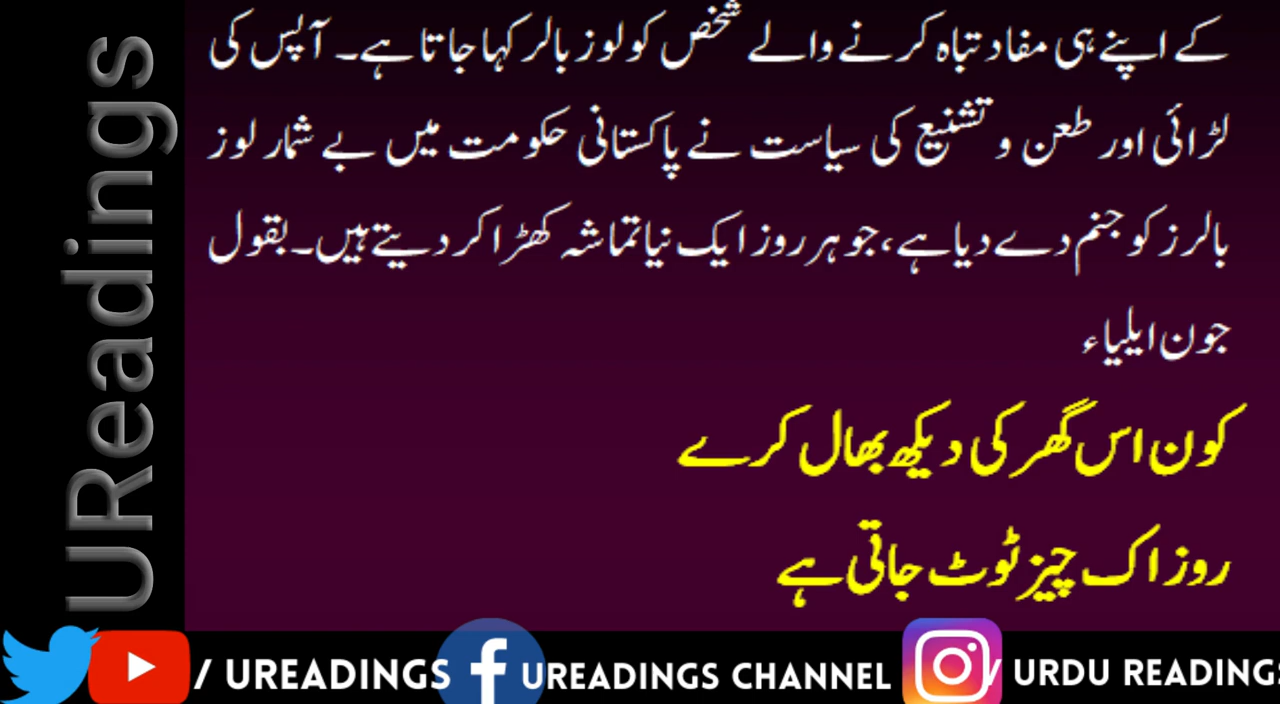 کے اپنے ہی مفاد تباہ کرنے والے شخص کو لوز بالر کہا جاتا ہے۔ آپس کی
لڑائی اور طعن و تشنیع کی سیاست نے پاکستانی حکومت میں بے شمار لوز
بالرز کو جنم دے دیا ہے، جو ہر روز ایک نیا تماشہ کھڑا کر دیتے ہیں۔ بقول
جون ایلیاء
کون اس گھر کی دیکھ بھال کرے
روز اک چیز ٹوٹ جاتی ہے
UReadings
/ UREADINGS
UREADINGS CHANNEL
/ URDU READINGS